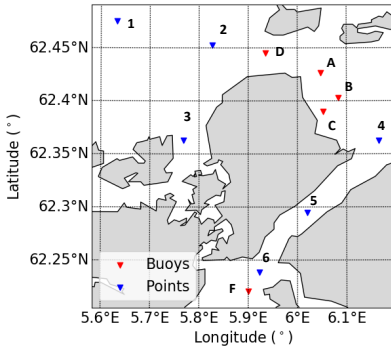 1
2
D
A
B
C
3
4
5
6
F
62.45°N
62.4°N
62.35°N
62.3°N
62.25°N
Latitude (°)
Buoys
Points
5.6°E 5.7°E 5.8°E 5.9°E 6°E 6.1°E
Longitude (°)